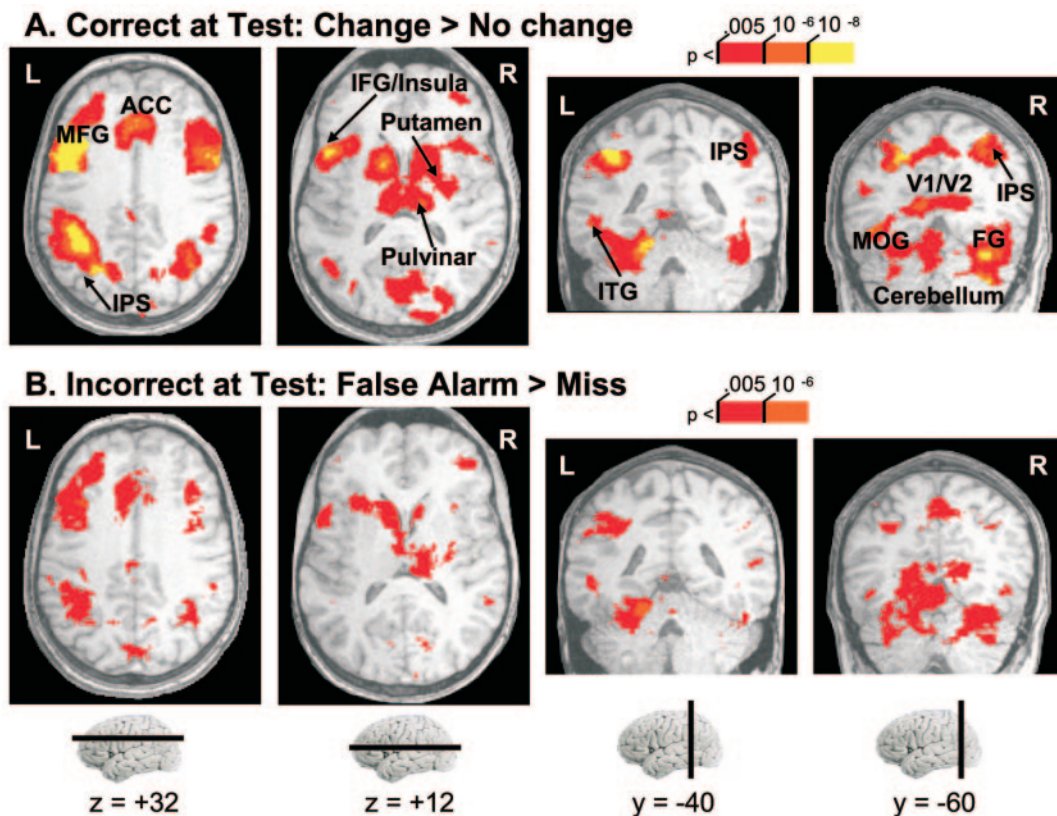 A. Correct at Test: Change > No change
p < .005 10 -6 10 -8
L
MFG
ACC
IPS
R
IFG/Insula
Putamen
Pulvinar
L
IPS
ITG
R
IPS
V1/V2
MOG
FG
Cerebellum
B. Incorrect at Test: False Alarm > Miss
p < .005 10 -6
L
R
L
R
z = +32
z = +12
y = -40
y = -60